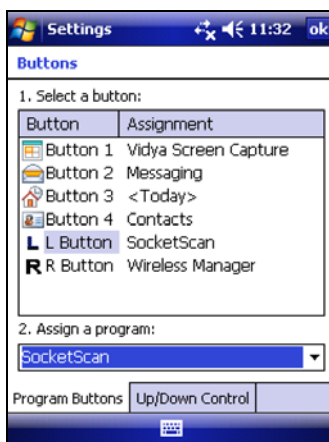 Settings 11:32 ok
Buttons
1. Select a button:
Button Assignment
Button 1 Vidya Screen Capture
Button 2 Messaging
Button 3 <Today>
Button 4 Contacts
L L Button SocketScan
R R Button Wireless Manager
2. Assign a program:
SocketScan
Program Buttons Up/Down Control